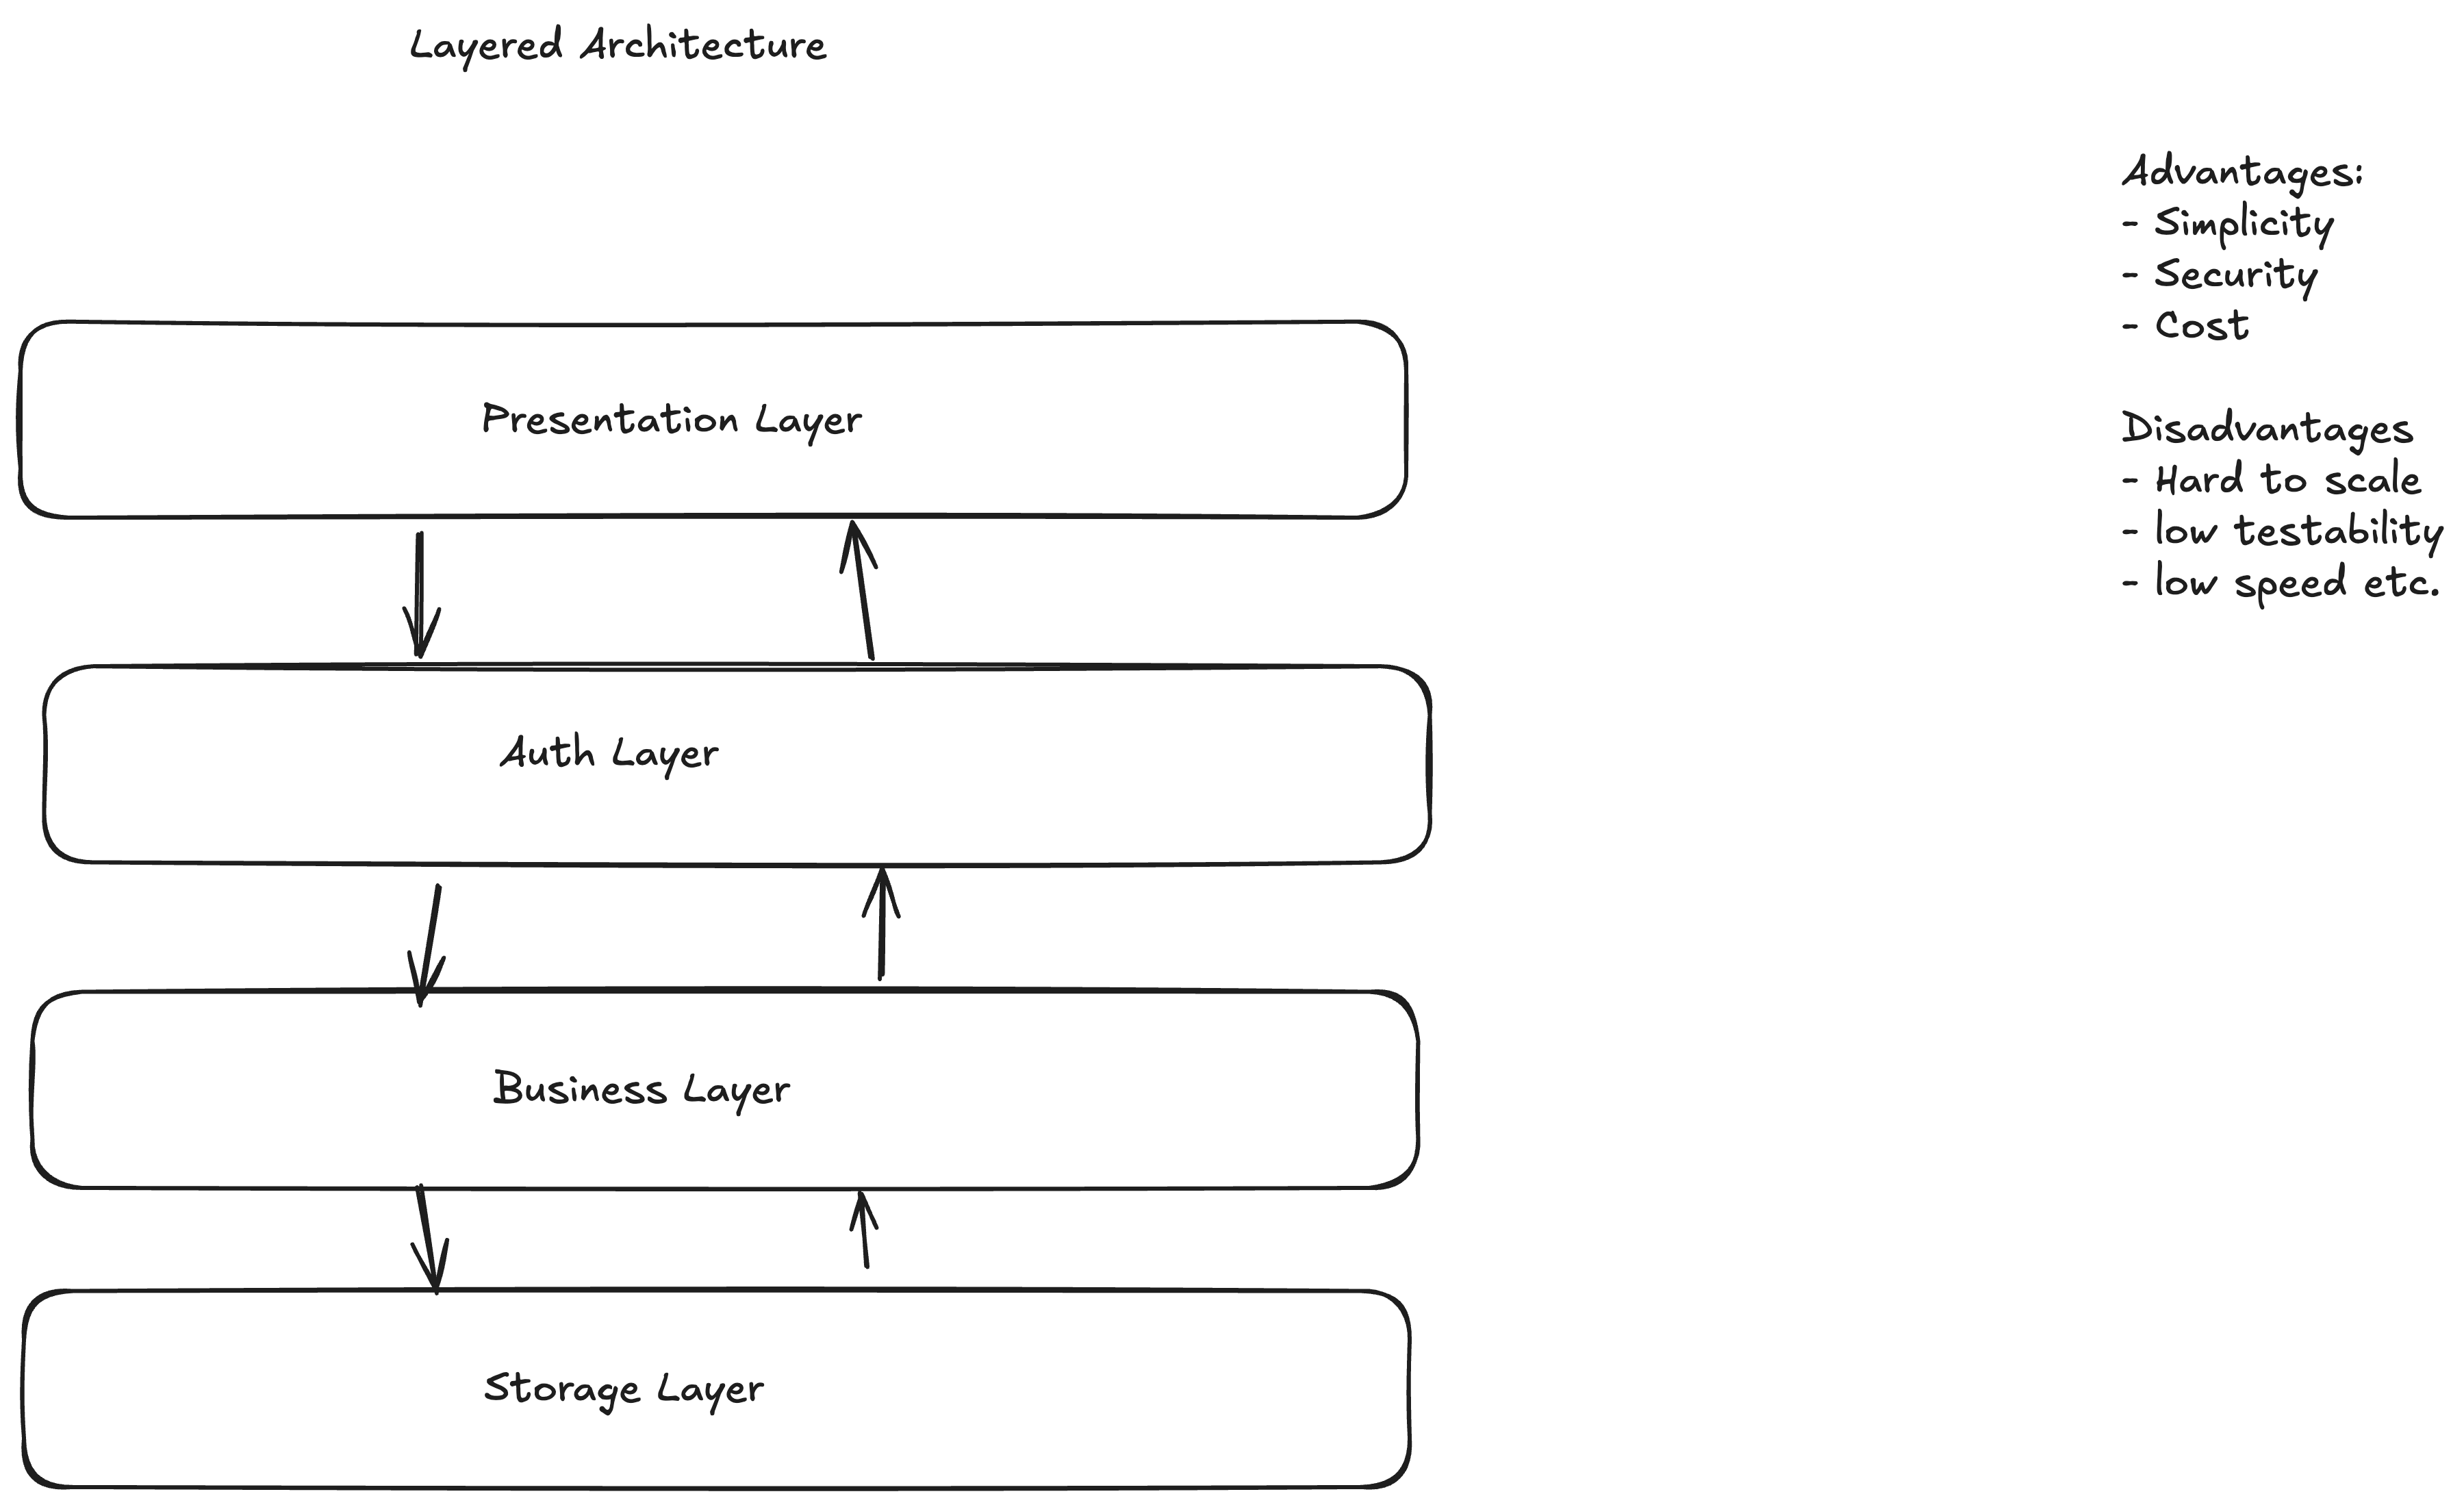 Layered Architecture
Advantages:
- Simplicity
- Security
- Cost
Disadvantages
- Hard to scale
- low testability
- low speed etc.
Presentation Layer
Auth Layer
Business Layer
Storage Layer